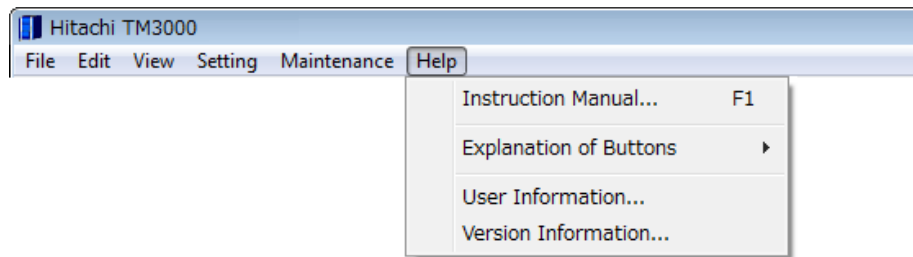 Hitachi TM3000
File Edit View Setting Maintenance Help
Instruction Manual... F1
Explanation of Buttons
User Information...
Version Information...